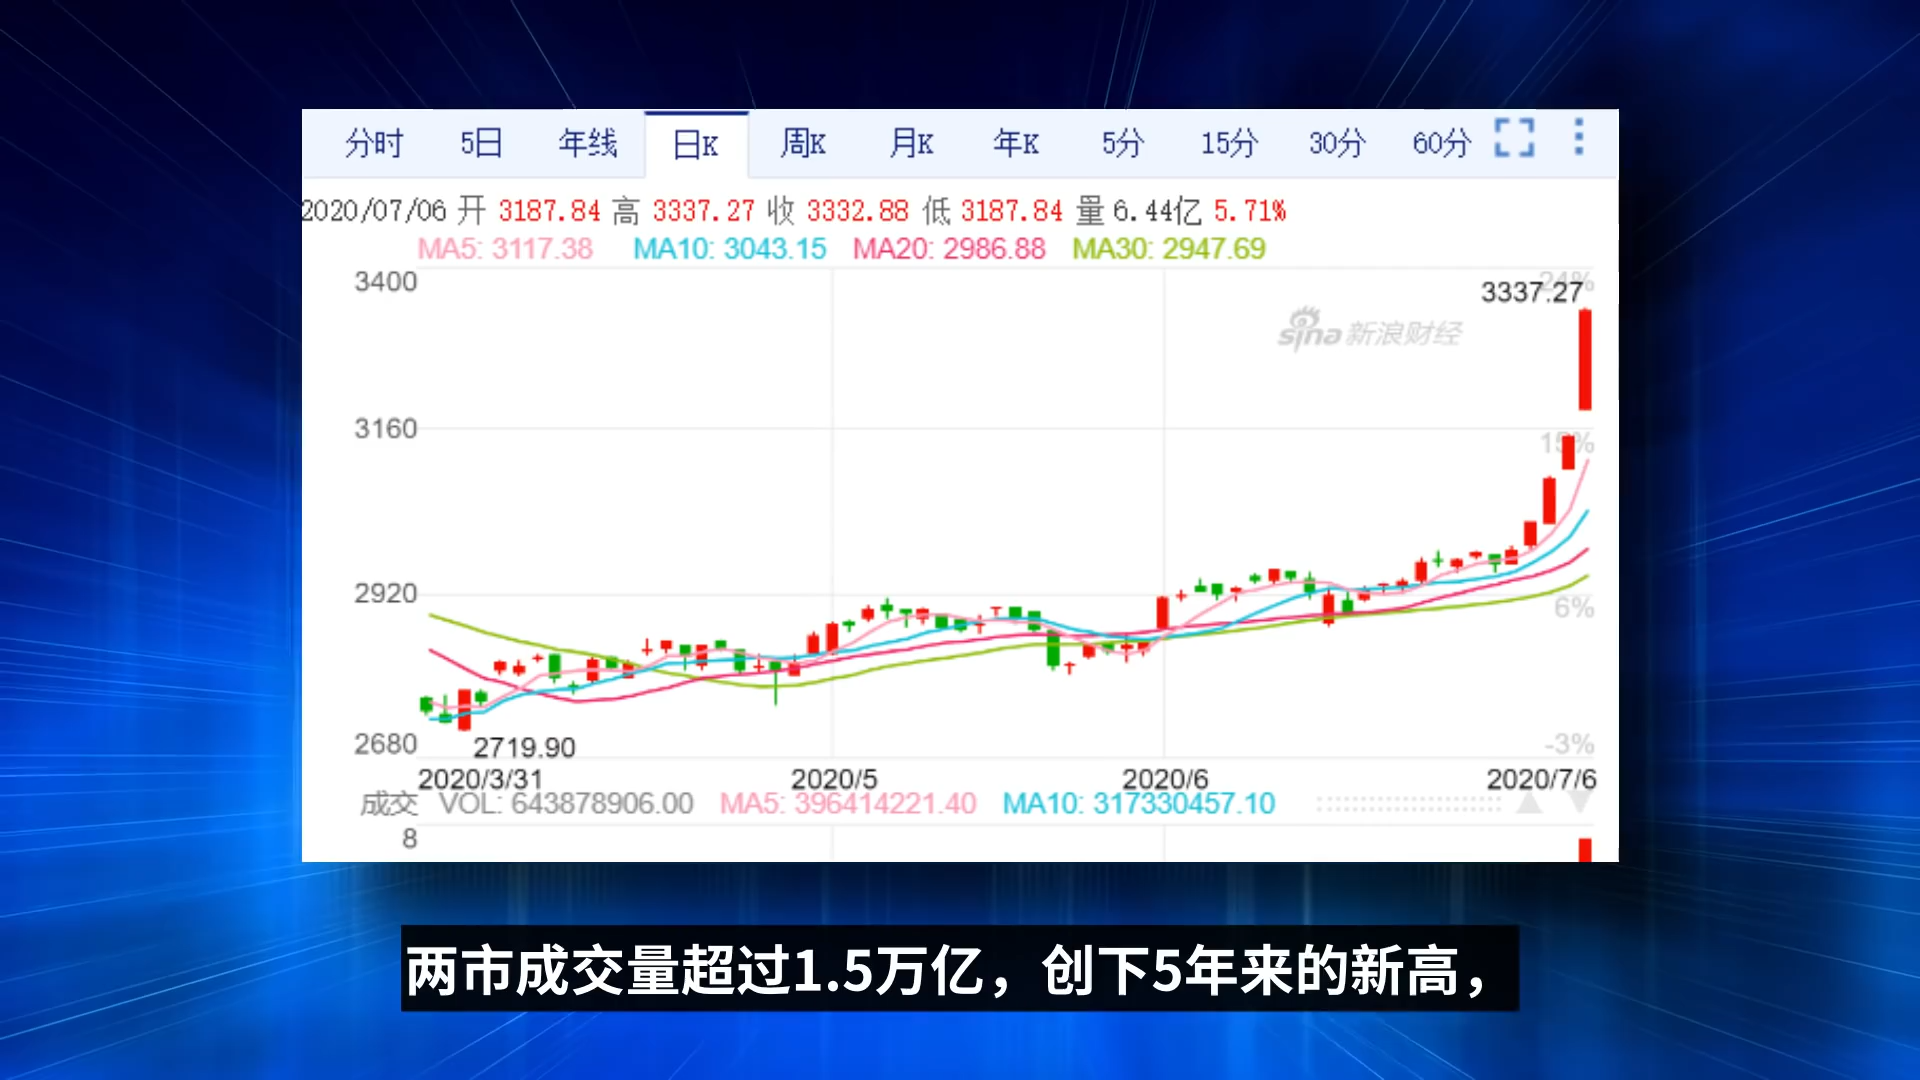 分时 5日 年线 日K 周K 月K 年K 5分 15分 30分 60分
2020/07/06 开 3187.84 高 3337.27 收 3332.88 低 3187.84 量 6.44亿 5.71%
MA5: 3117.38 MA10: 3043.15 MA20: 2986.88 MA30: 2947.69
3400 24%
3337.27
sina 新浪财经
3160 15%
2920 6%
2680 -3%
2719.90
2020/3/31 2020/5 2020/6 2020/7/6
成交 VOL: 643878906.00 MA5: 396414221.40 MA10: 317330457.10
8
两市成交量超过1.5万亿，创下5年来的新高，